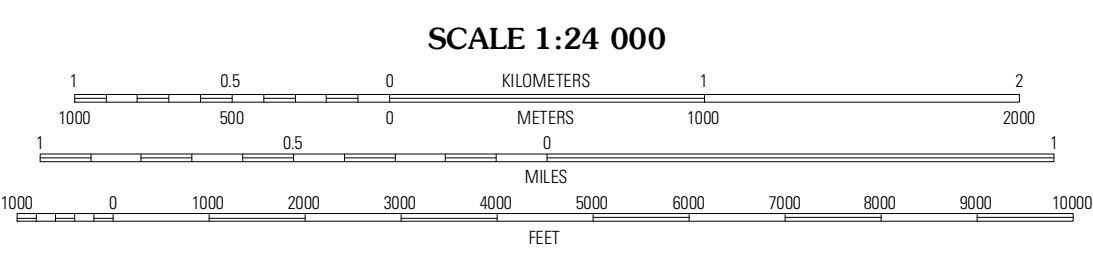 SCALE 1:24 000
1 0.5 0 KILOMETERS 1 2
1000 500 0 METERS 1000 2000
1 0.5 0 1
MILES
1000 0 1000 2000 3000 4000 5000 6000 7000 8000 9000 10000
FEET